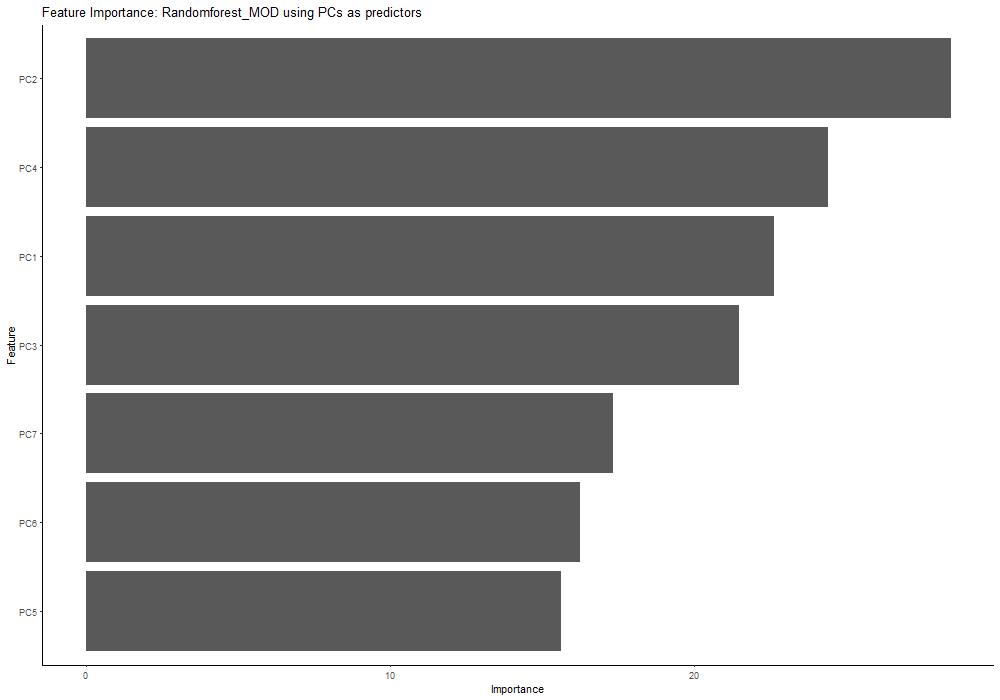 Feature Importance: Randomforest_MOD using PCs as predictors
PC2
PC4
PC1
PC3
PC7
PC6
PC5
Feature
0 10 20
Importance